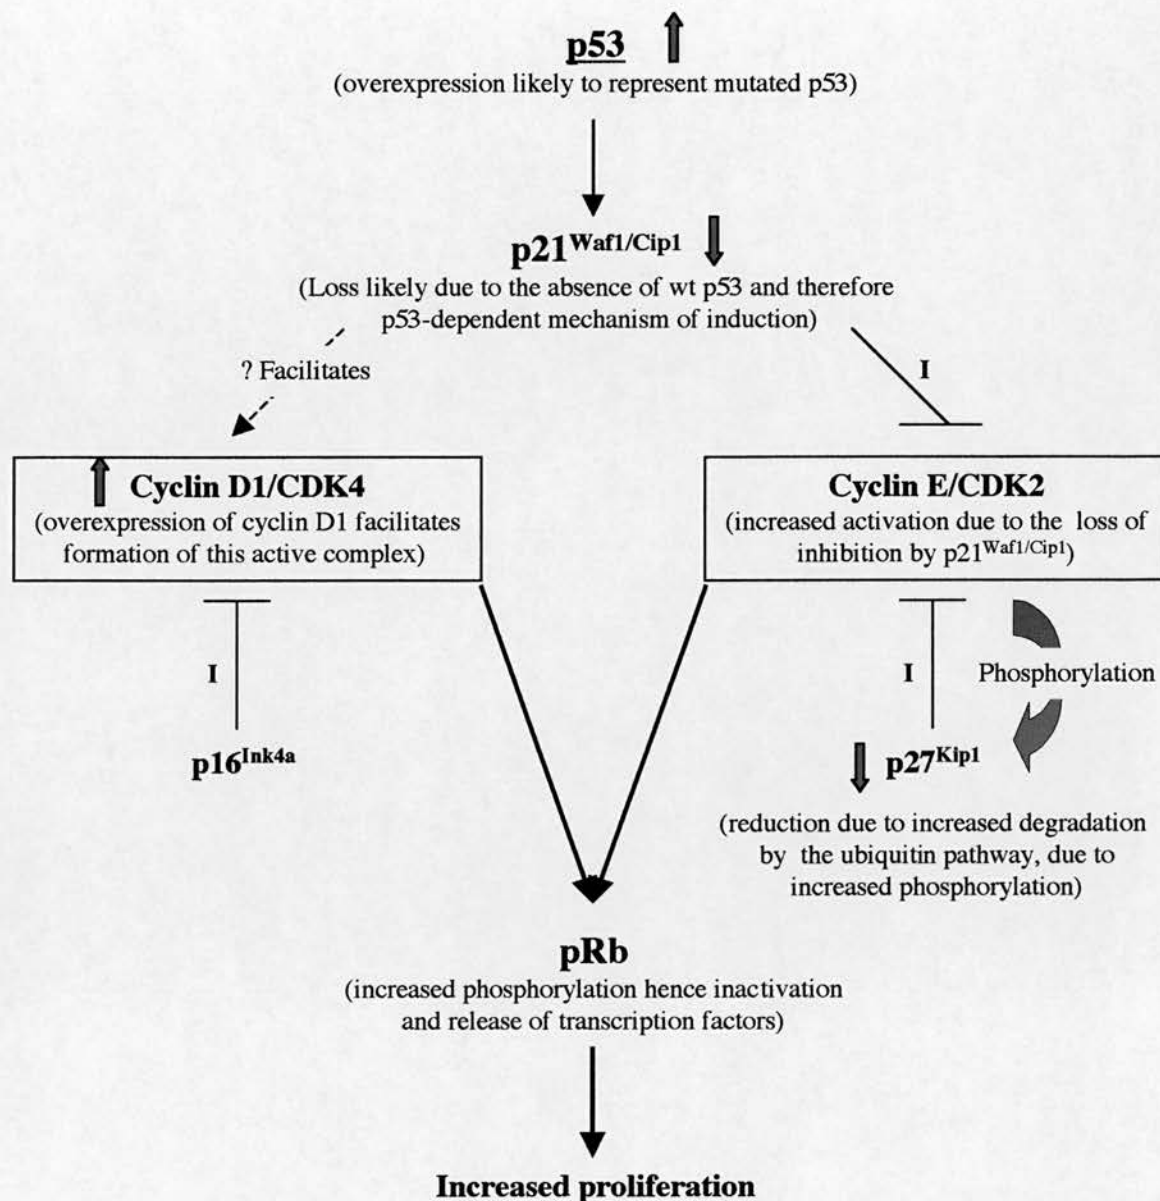 p53
(overexpression likely to represent mutated p53)
p21Waf1/Cip1
(Loss likely due to the absence of wt p53 and therefore
p53-dependent mechanism of induction)
? Facilitates
I
Cyclin D1/CDK4
(overexpression of cyclin D1 facilitates
formation of this active complex)
Cyclin E/CDK2
(increased activation due to the loss of
inhibition by p21Waf1/Cip1)
I
p16Ink4a
I
Phosphorylation
p27Kip1
(reduction due to increased degradation
by the ubiquitin pathway, due to
increased phosphorylation)
pRb
(increased phosphorylation hence inactivation
and release of transcription factors)
Increased proliferation